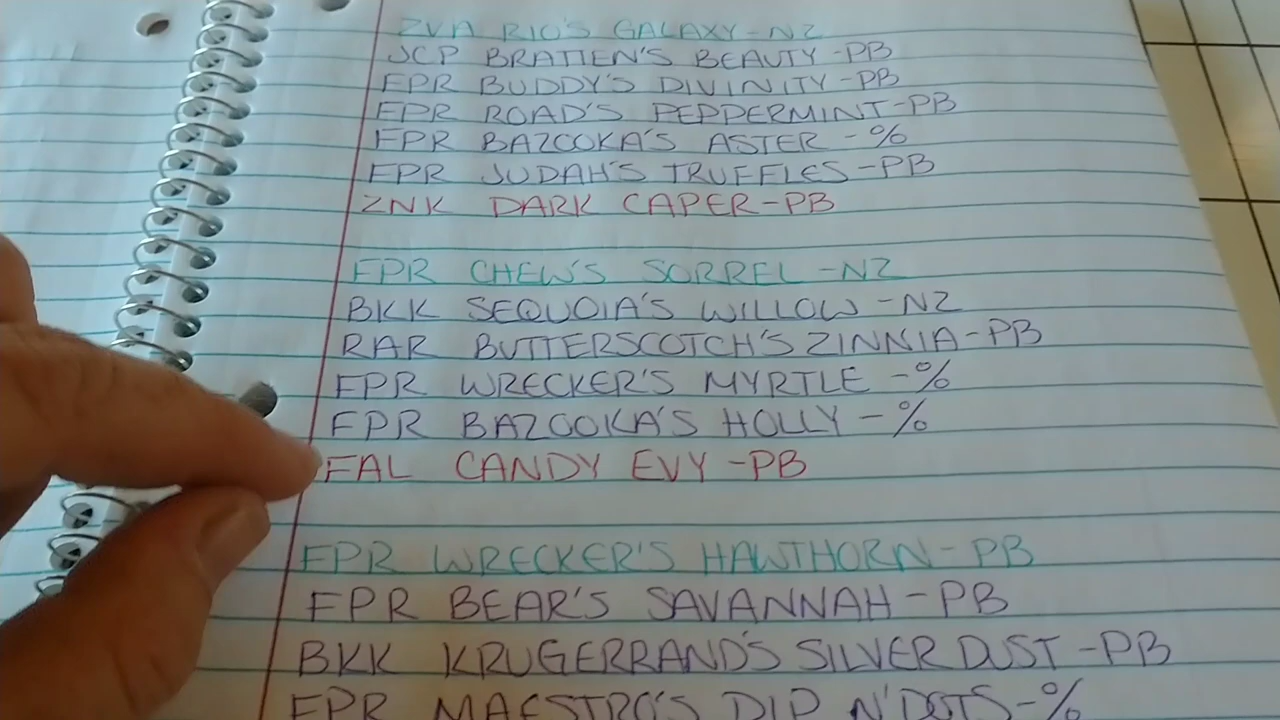 ZVA RIO'S GALAXY-NZ
JCP BRATTEN'S BEAUTY-PB
FPR BUDDY'S DIVINITY-PB
FPR ROAD'S PEPPERMINT-PB
FPR BAZOOKA'S ASTER -%
FPR JUDAH'S TRUFFLES-PB
ZNK DARK CAPER-PB
FPR CHEW'S SORREL-NZ
BKK SEQUOIA'S WILLOW-NZ
RAR BUTTERSCOTCH'S ZINNIA-PB
FPR WRECKER'S MYRTLE -%
FPR BAZOOKA'S HOLLY -%
FAL CANDY EVY-PB
FPR WRECKER'S HAWTHORN-PB
FPR BEAR'S SAVANNAH-PB
BKK KRUGERRAND'S SILVER DUST-PB
FPR MAESTRO'S DIP N'DOTS-%